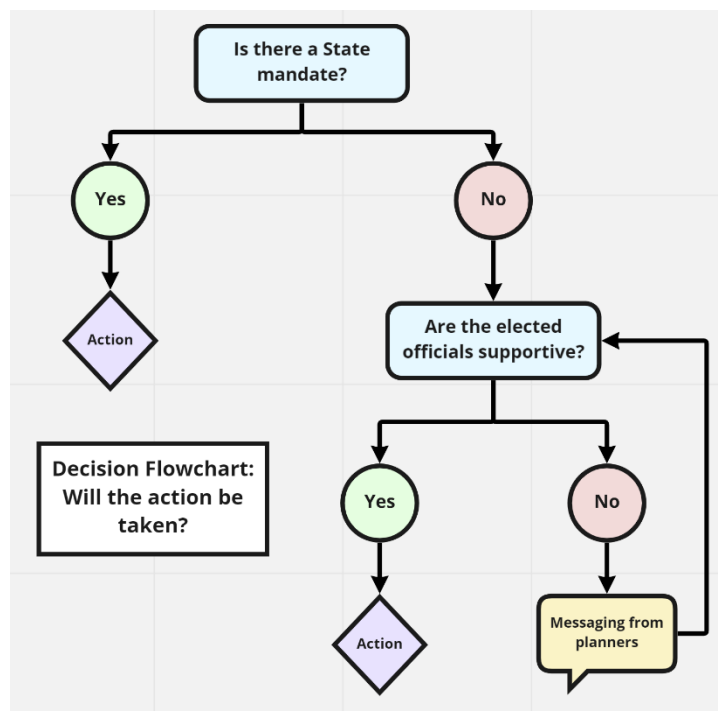 Is there a State
mandate?
Yes
No
Action
Are the elected
officials supportive?
Decision Flowchart:
Will the action be
taken?
Yes
No
Action
Messaging from
planners